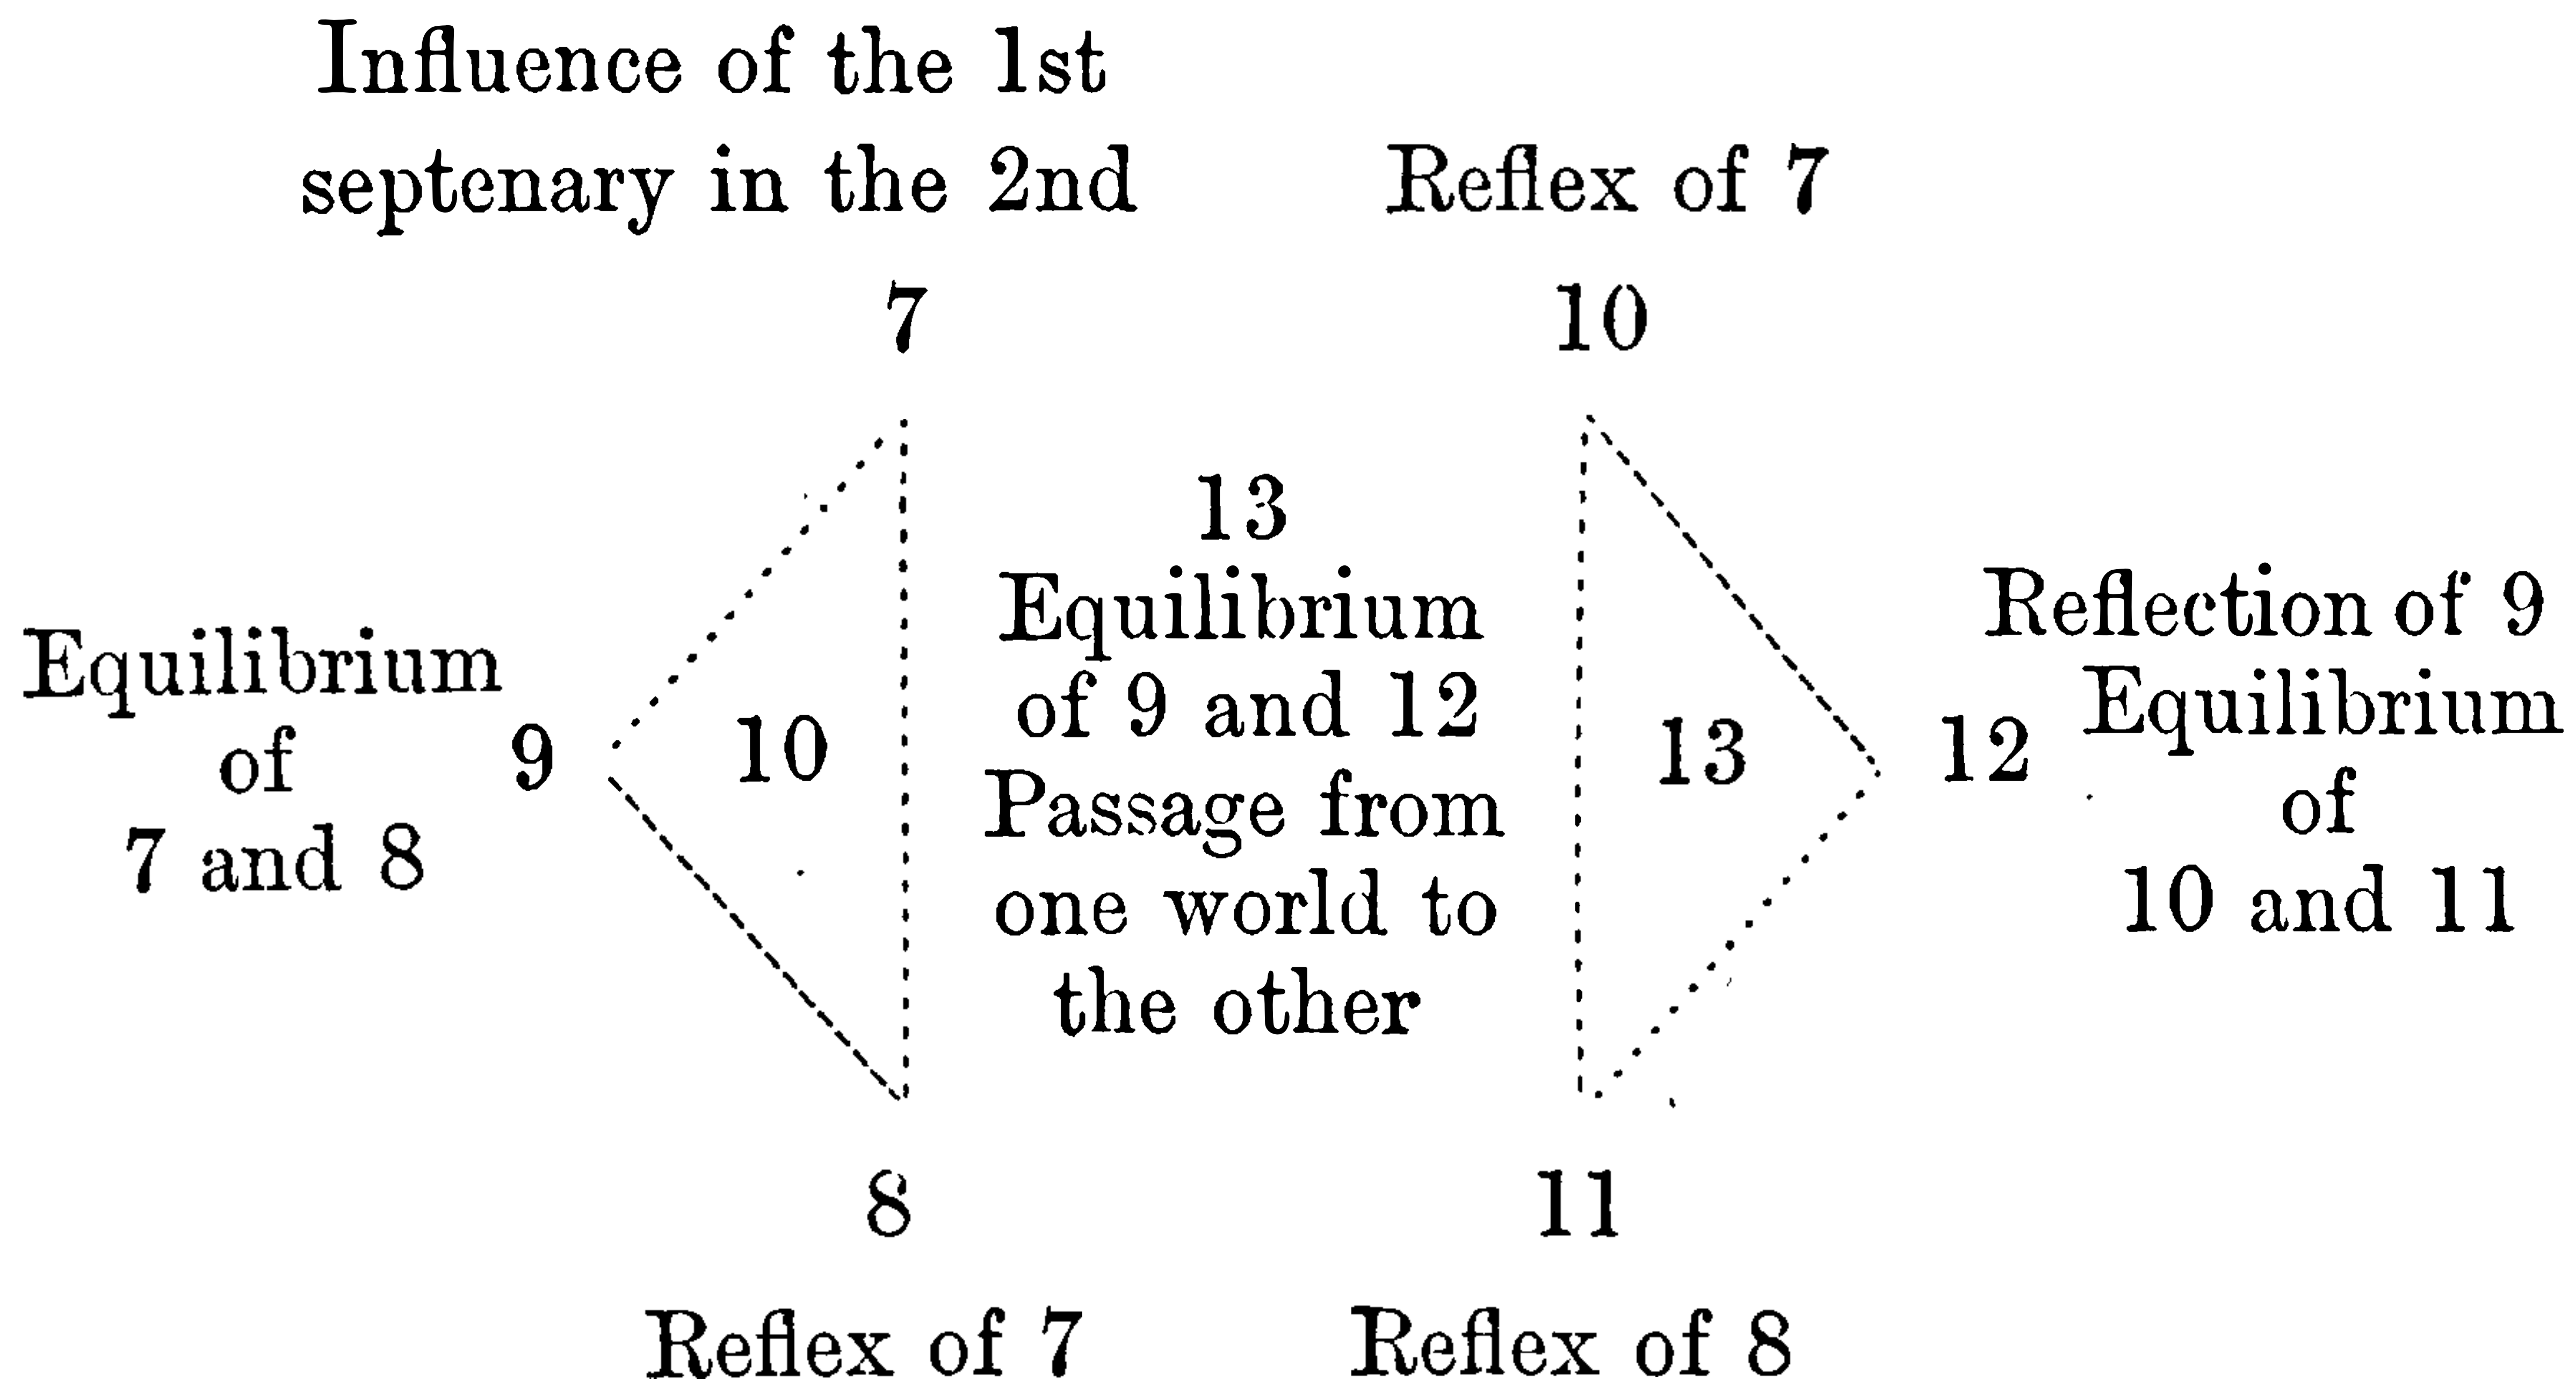 Influence of the 1st
septenary in the 2nd
Reflex of 7
7
10
13
Equilibrium
of 9 and 12
Passage from
one world to
the other
Equilibrium
of
7 and 8
9
10
13
12
Reflection of 9
Equilibrium
of
10 and 11
8
11
Reflex of 7
Reflex of 8